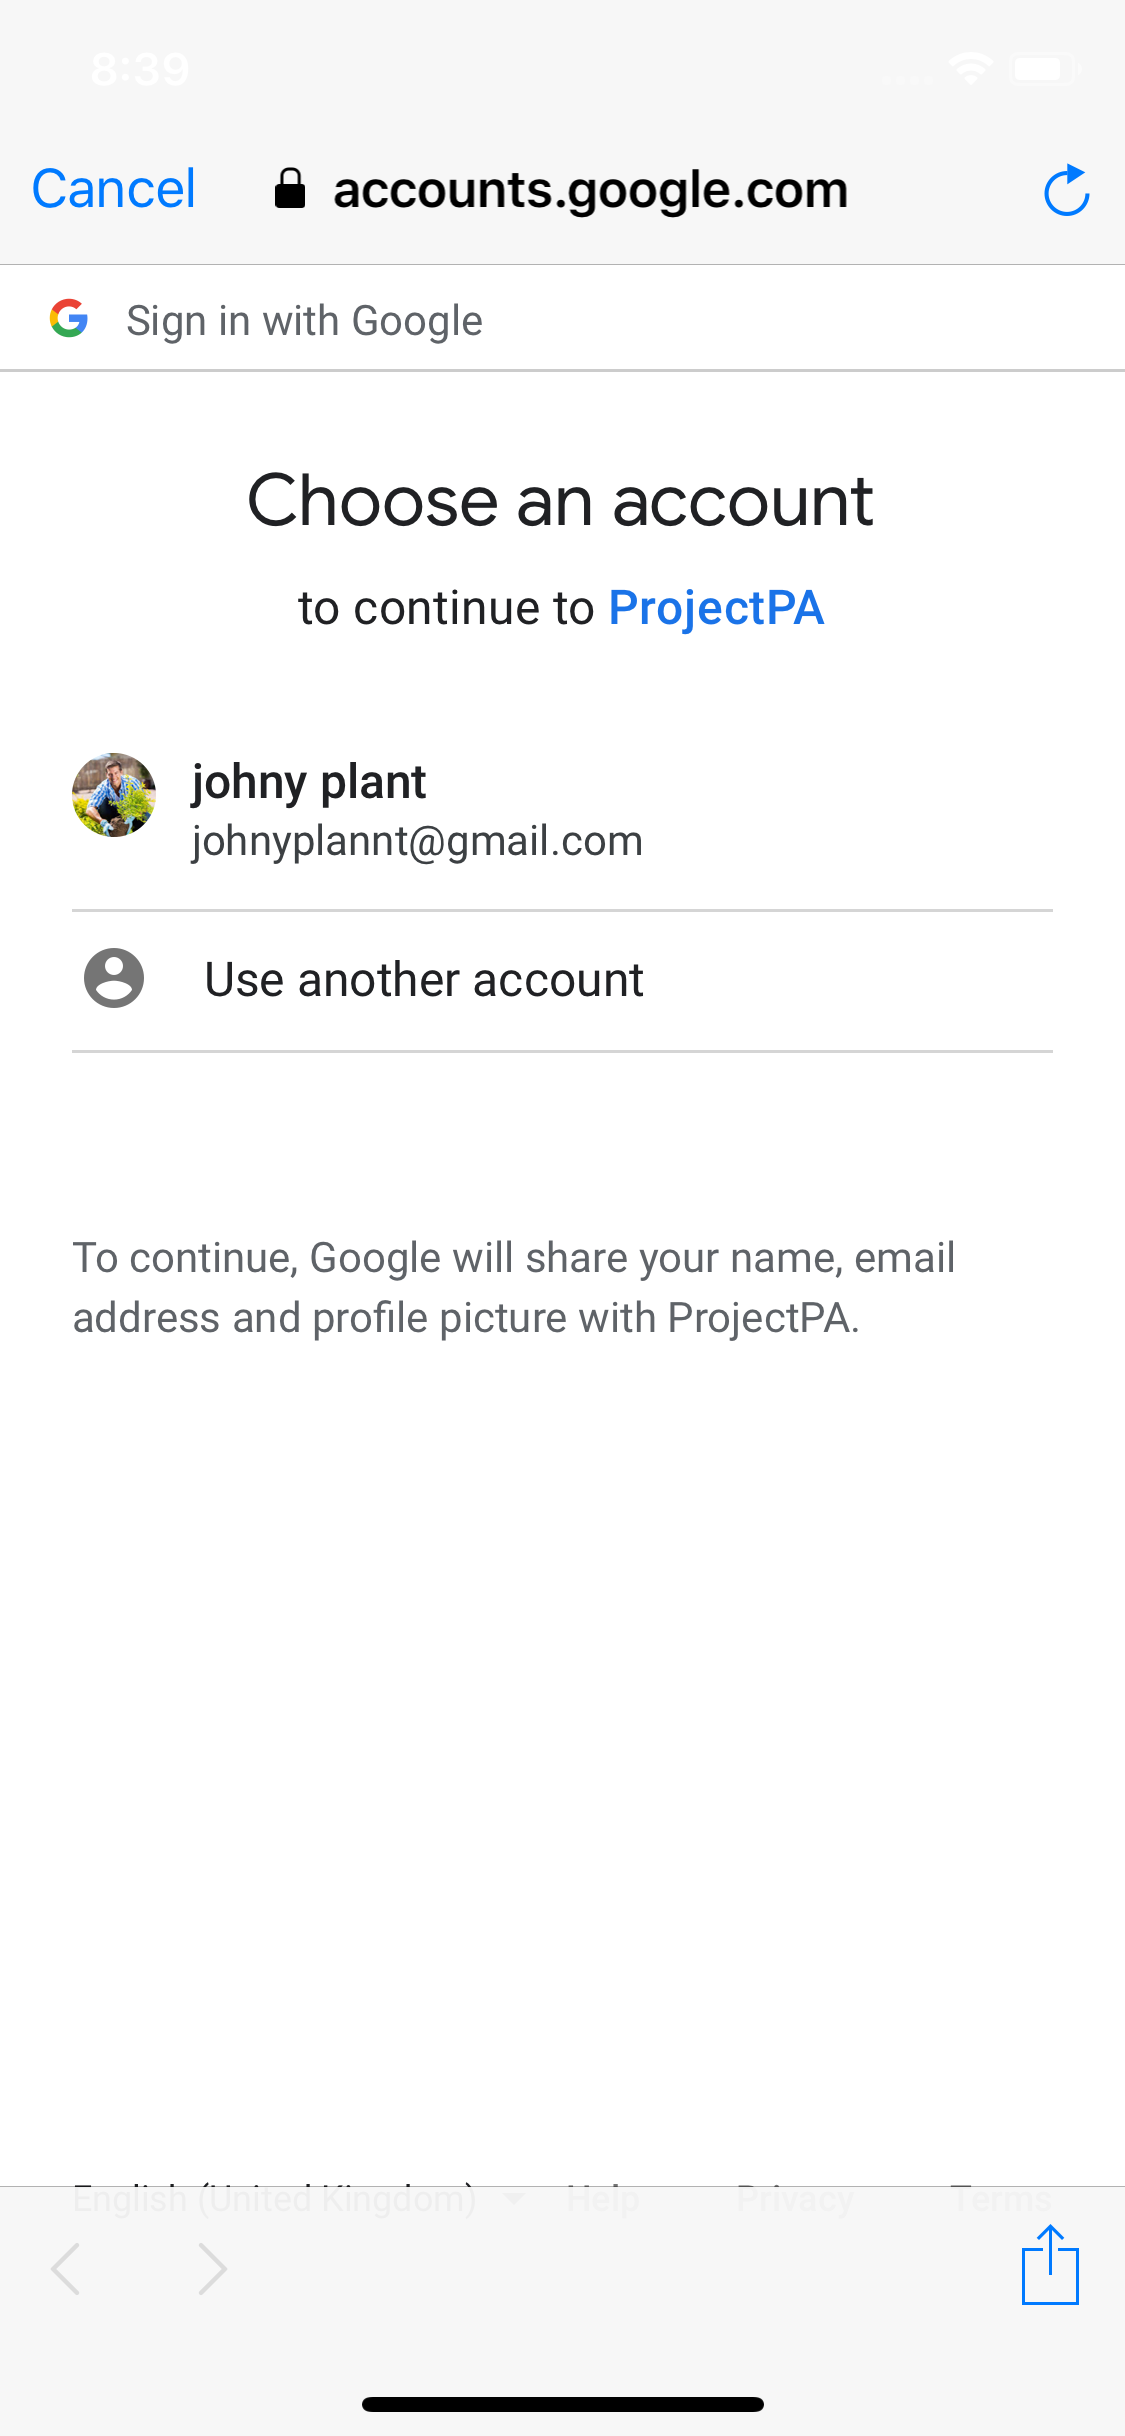 8:39
Cancel accounts.google.com
Sign in with Google
Choose an account
to continue to ProjectPA
johny plant
johnyplannt@gmail.com
Use another account
To continue, Google will share your name, email
address and profile picture with ProjectPA.
English (United Kingdom) Help Privacy Terms